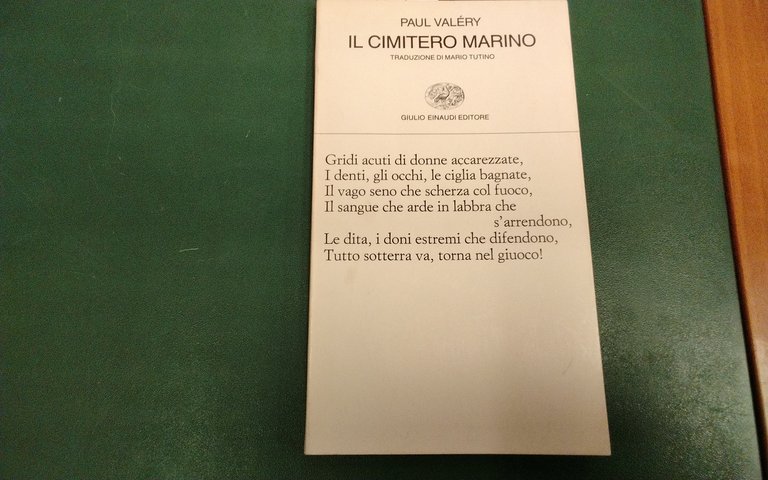 PAUL VALÉRY
IL CIMITERO MARINO
TRADUZIONE DI MARIO TUTINO
GIULIO EINAUDI EDITORE
Gridi acuti di donne accarezzate,
I denti, gli occhi, le ciglia bagnate,
Il vago seno che scherza col fuoco,
Il sangue che arde in labbra che
s'arrendono,
Le dita, i doni estremi che difendono,
Tutto sotterra va, torna nel giuoco!